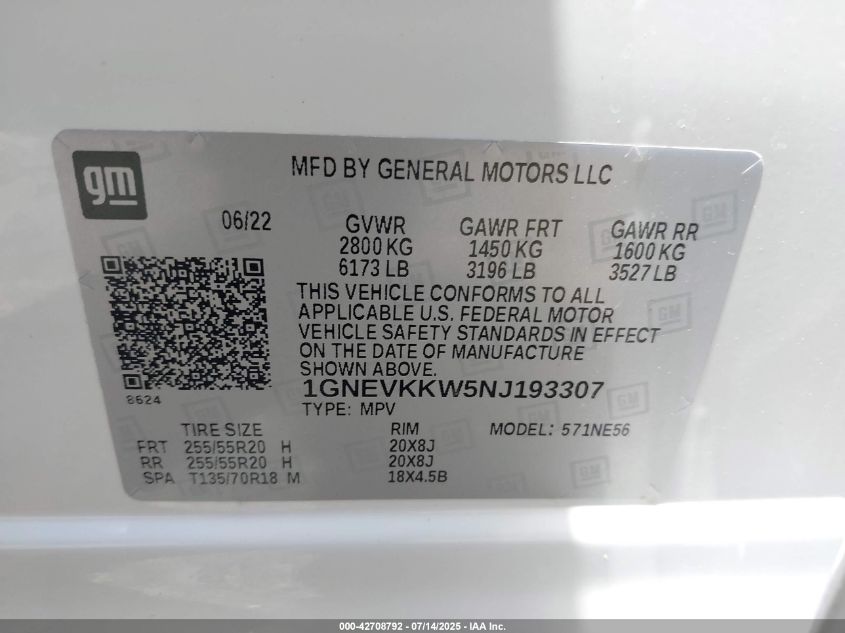 gm
MFD BY GENERAL MOTORS LLC
06/22
GVWR GAWR FRT GAWR RR
2800 KG 1450 KG 1600 KG
6173 LB 3196 LB 3527 LB
THIS VEHICLE CONFORMS TO ALL
APPLICABLE U.S. FEDERAL MOTOR
VEHICLE SAFETY STANDARDS IN EFFECT
ON THE DATE OF MANUFACTURE
SHOWN ABOVE.
8624
1GNEVKKW5NJ193307
TYPE: MPV
TIRE SIZE RIM MODEL: 571NE56
FRT 255/55R20 H 20X8J
RR 255/55R20 H 20X8J
SPA T135/70R18 M 18X4.5B
000-42708792 - 07/14/2025 - IAA Inc.